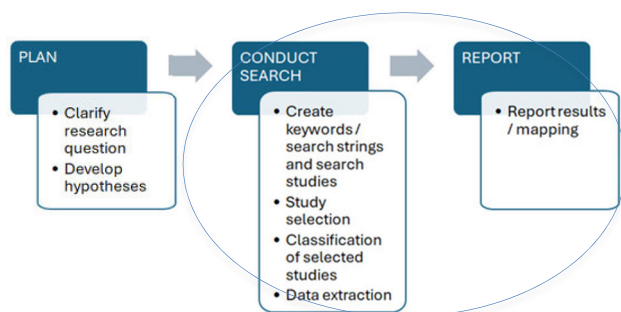 PLAN
• Clarify
research
question
• Develop
hypotheses
CONDUCT
SEARCH
• Create
keywords /
search strings
and search
studies
• Study
selection
• Classification
of selected
studies
• Data extraction
REPORT
• Report results
/ mapping